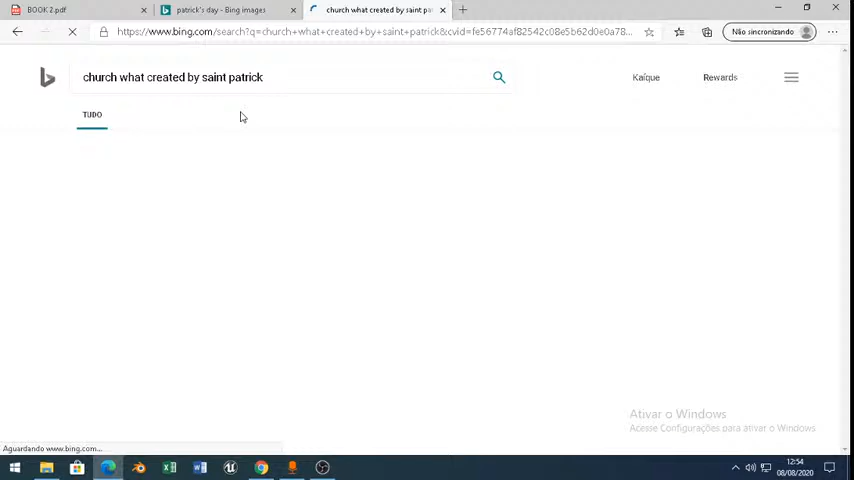 BOOK 2.pdf
patrick's day - Bing images
church what created by saint pat
https://www.bing.com/search?q=church+what+created+by+saint+patrick&cvid=fe56774af82542c08e5b62d0e0a78...
Não sincronizando
church what created by saint patrick
Kaíque
Rewards
TUDO
Ativar o Windows
Acesse Configurações para ativar o Windows
Aguardando www.bing.com...
12:54
08/08/2020